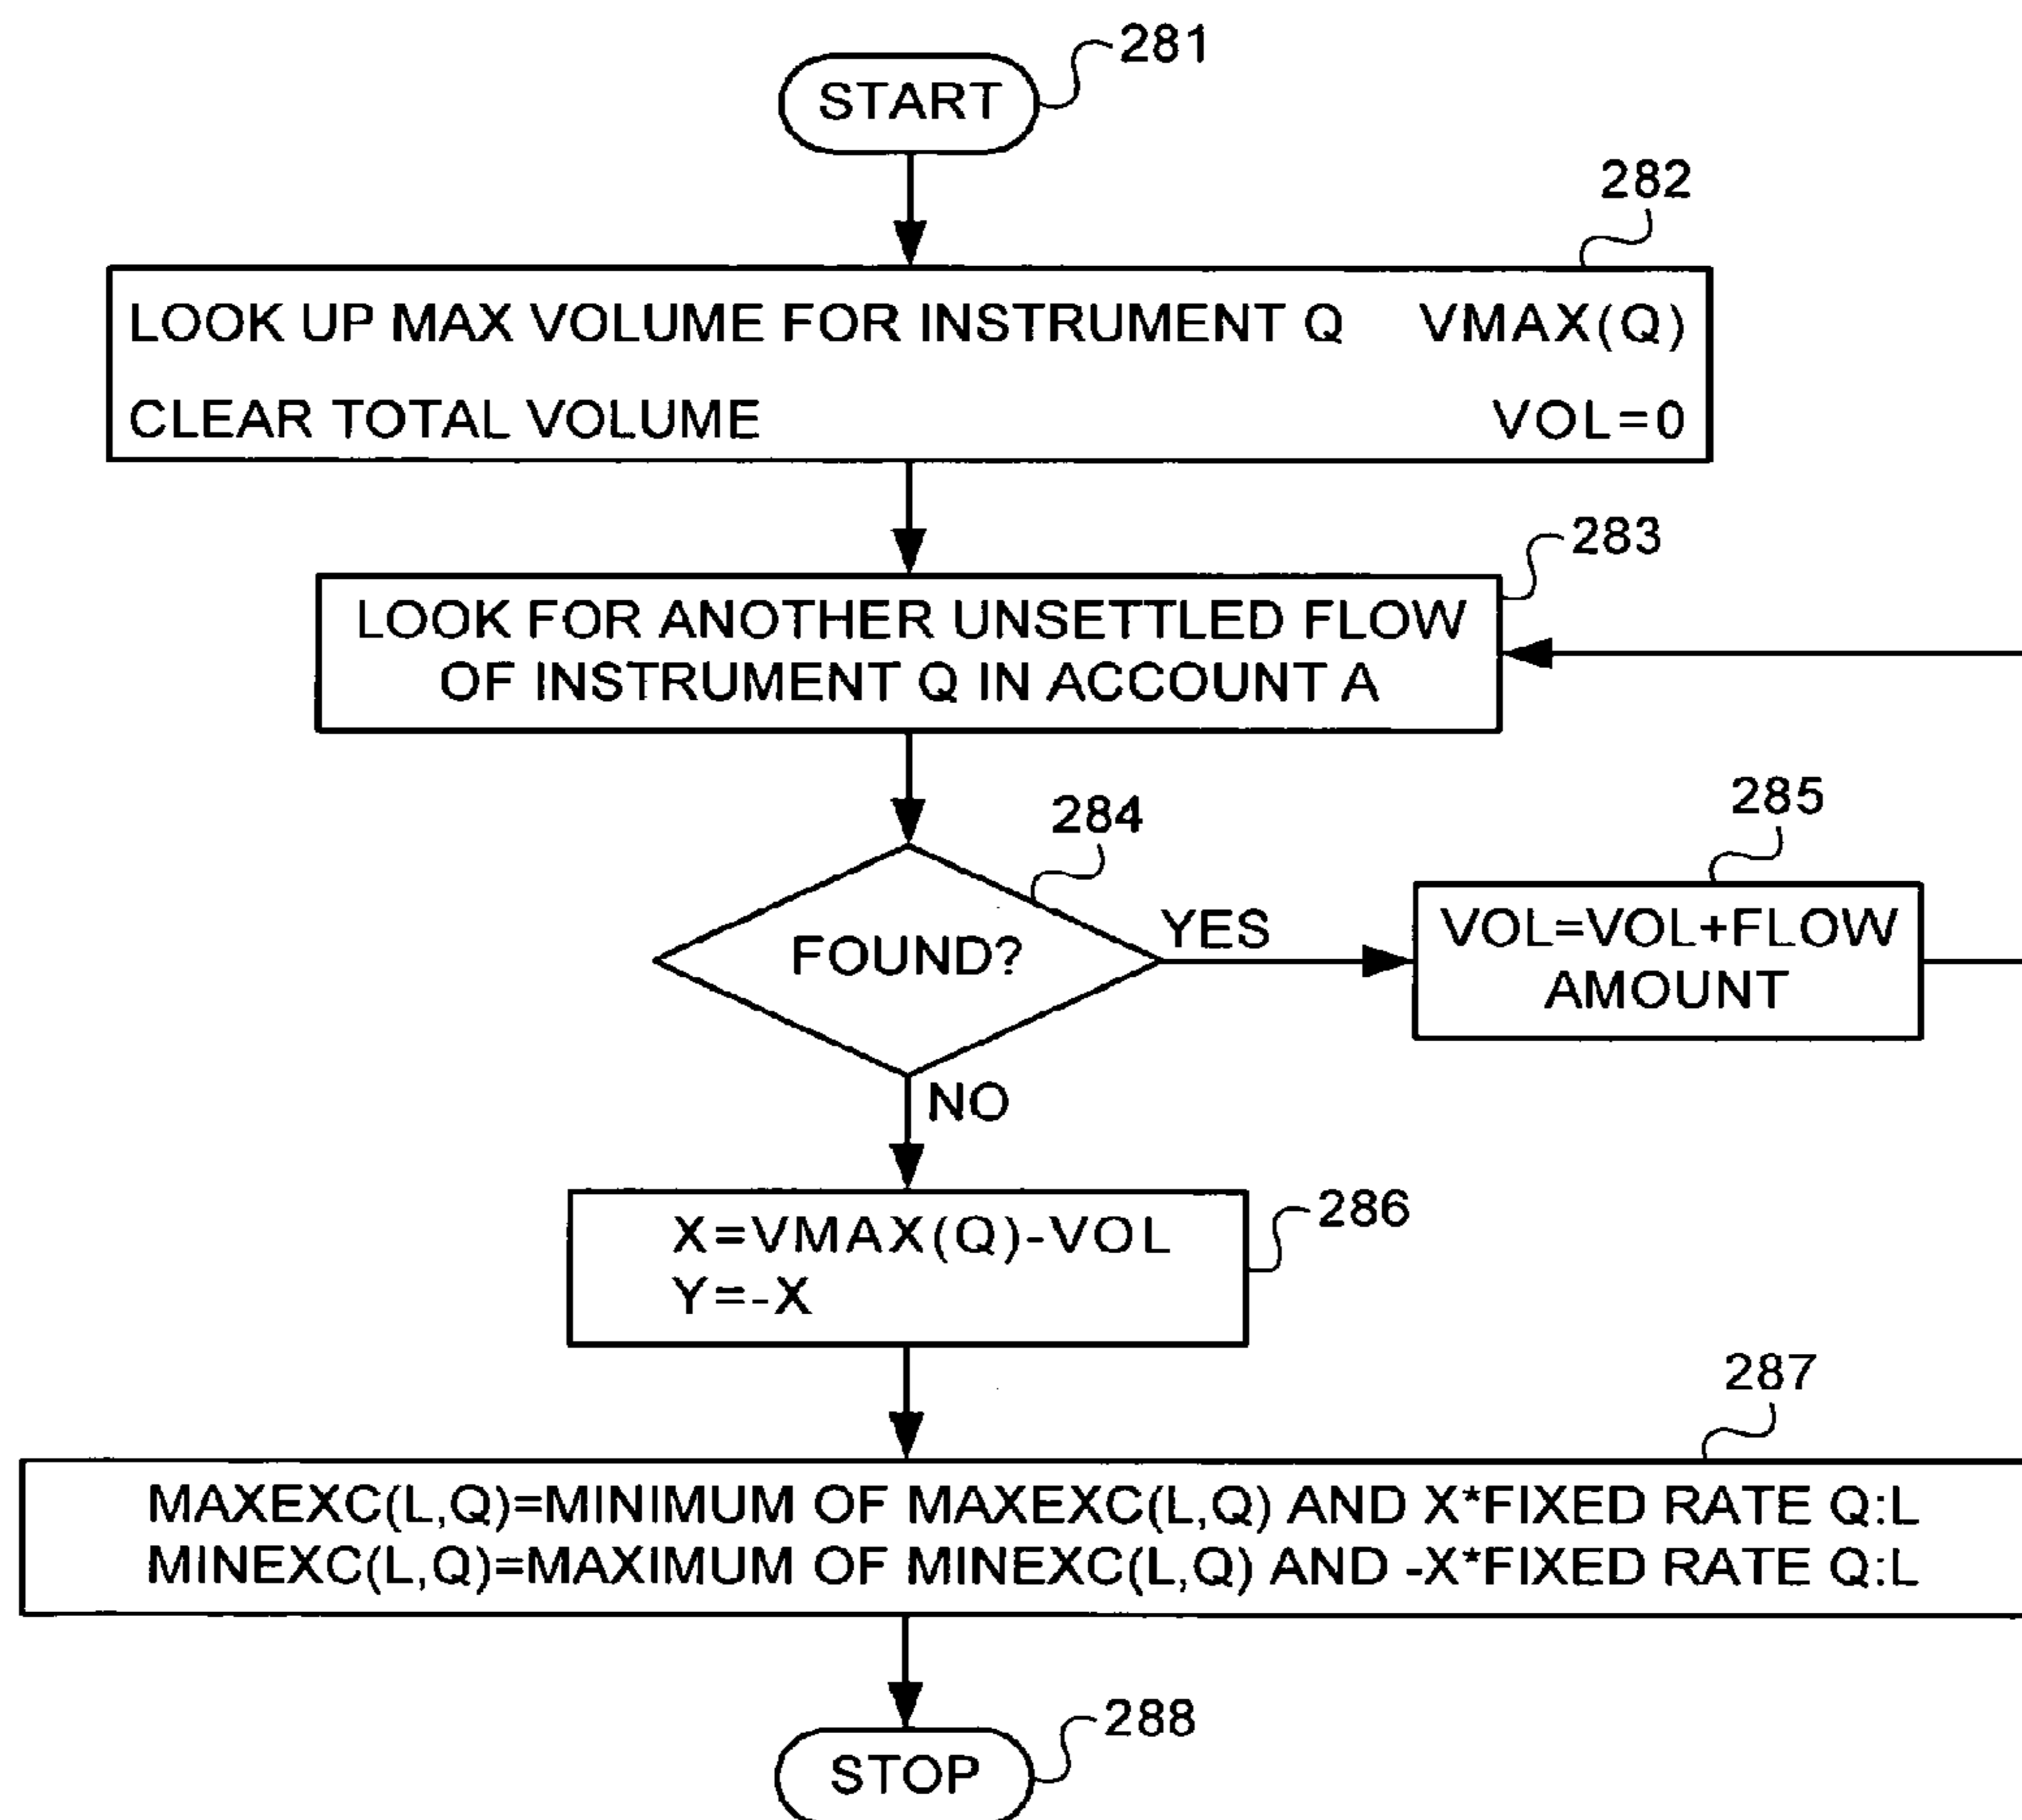 281
START
282
LOOK UP MAX VOLUME FOR INSTRUMENT Q VMAX(Q)
CLEAR TOTAL VOLUME VOL=0
283
LOOK FOR ANOTHER UNSETTLED FLOW
OF INSTRUMENT Q IN ACCOUNT A
284
FOUND?
YES
285
VOL=VOL+FLOW
AMOUNT
NO
286
X=VMAX(Q)-VOL
Y=-X
287
MAXEXC(L,Q)=MINIMUM OF MAXEXC(L,Q) AND X*FIXED RATE Q:L
MINEXC(L,Q)=MAXIMUM OF MINEXC(L,Q) AND -X*FIXED RATE Q:L
288
STOP